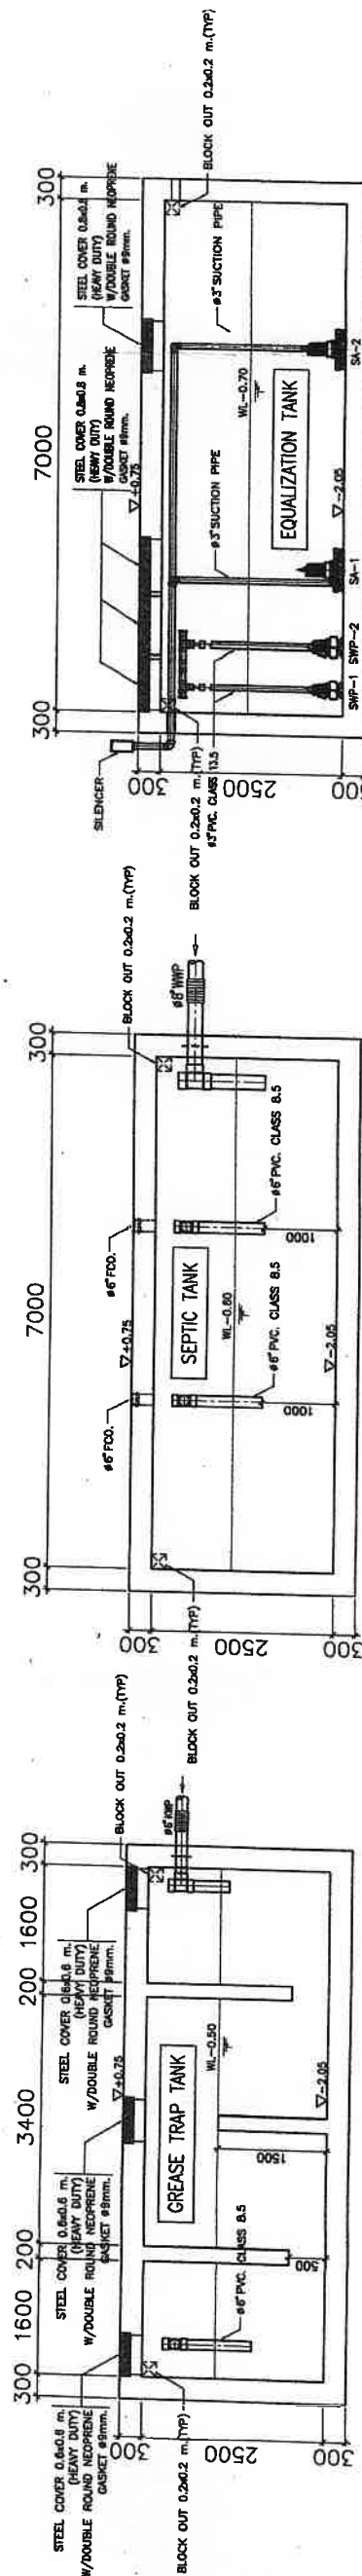 300
7000
300
STEEL COVER 0.8x0.8 m.
(HEAVY DUTY)
W/DOUBLE ROUND NEOPRENE
GASKET ø9mm.
STEEL COVER 0.8x0.8 m.
(HEAVY DUTY)
W/DOUBLE ROUND NEOPRENE
GASKET ø9mm.
▽+0.75
SILENCER
BLOCK OUT 0.2x0.2 m.(TYP)
300
2500
300
BLOCK OUT 0.2x0.2 m.(TYP)
ø3"PVC. CLASS 13.5
ø3"SUCTION PIPE
ø3"SUCTION PIPE
WL-0.70
EQUALIZATION TANK
▽-2.05
SWP-1
SWP-2
SA-1
SA-2
300
7000
300
ø6"FCO.
ø6"FCO.
▽+0.75
BLOCK OUT 0.2x0.2 m.(TYP)
ø8"WWP
SEPTIC TANK
WL-0.60
ø6"PVC. CLASS 8.5
ø6"PVC. CLASS 8.5
1000
1000
▽-2.05
300
2500
300
BLOCK OUT 0.2x0.2 m.(TYP)
300
1600
200
3400
200
1600
300
STEEL COVER 0.6x0.6 m.
(HEAVY DUTY)
W/DOUBLE ROUND NEOPRENE
GASKET ø9mm.
STEEL COVER 0.6x0.6 m.
(HEAVY DUTY)
W/DOUBLE ROUND NEOPRENE
GASKET ø9mm.
STEEL COVER 0.6x0.6 m.
(HEAVY DUTY)
W/DOUBLE ROUND NEOPRENE
GASKET ø9mm.
▽+0.75
BLOCK OUT 0.2x0.2 m.(TYP)
ø6"KWP
GREASE TRAP TANK
WL-0.50
ø6"PVC. CLASS 8.5
500
1500
▽-2.05
300
2500
300
BLOCK OUT 0.2x0.2 m.(TYP)